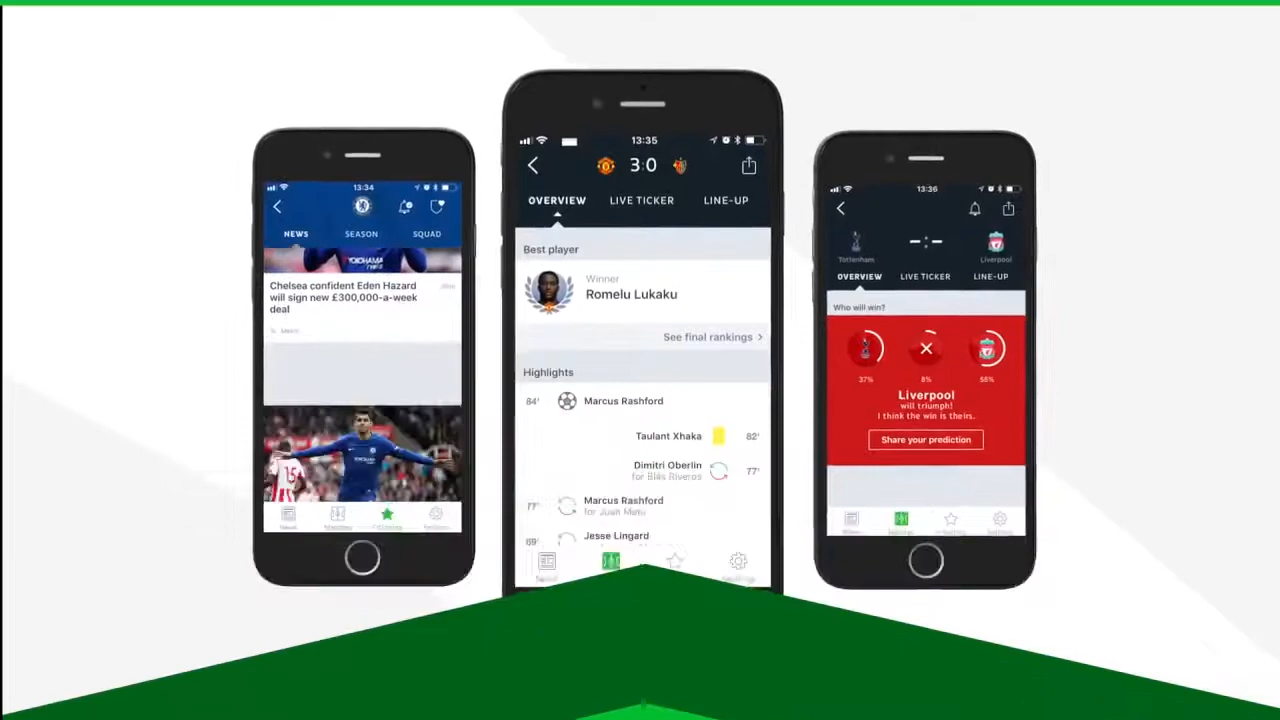 13:34
NEWS
SEASON
SQUAD
YOKOHAMA
Chelsea confident Eden Hazard
will sign new £300,000-a-week
deal
15
13:35
3:0
OVERVIEW
LIVE TICKER
LINE-UP
Best player
Winner
Romelu Lukaku
See final rankings >
Highlights
84'
Marcus Rashford
Taulant Xhaka
82'
Dimitri Oberlin
for Blás Riveros
77'
77'
Marcus Rashford
for Juan Mata
69'
Jesse Lingard
13:36
-:-
Tottenham
Liverpool
OVERVIEW
LIVE TICKER
LINE-UP
Who will win?
37%
8%
56%
Liverpool
will triumph!
I think the win is theirs.
Share your prediction